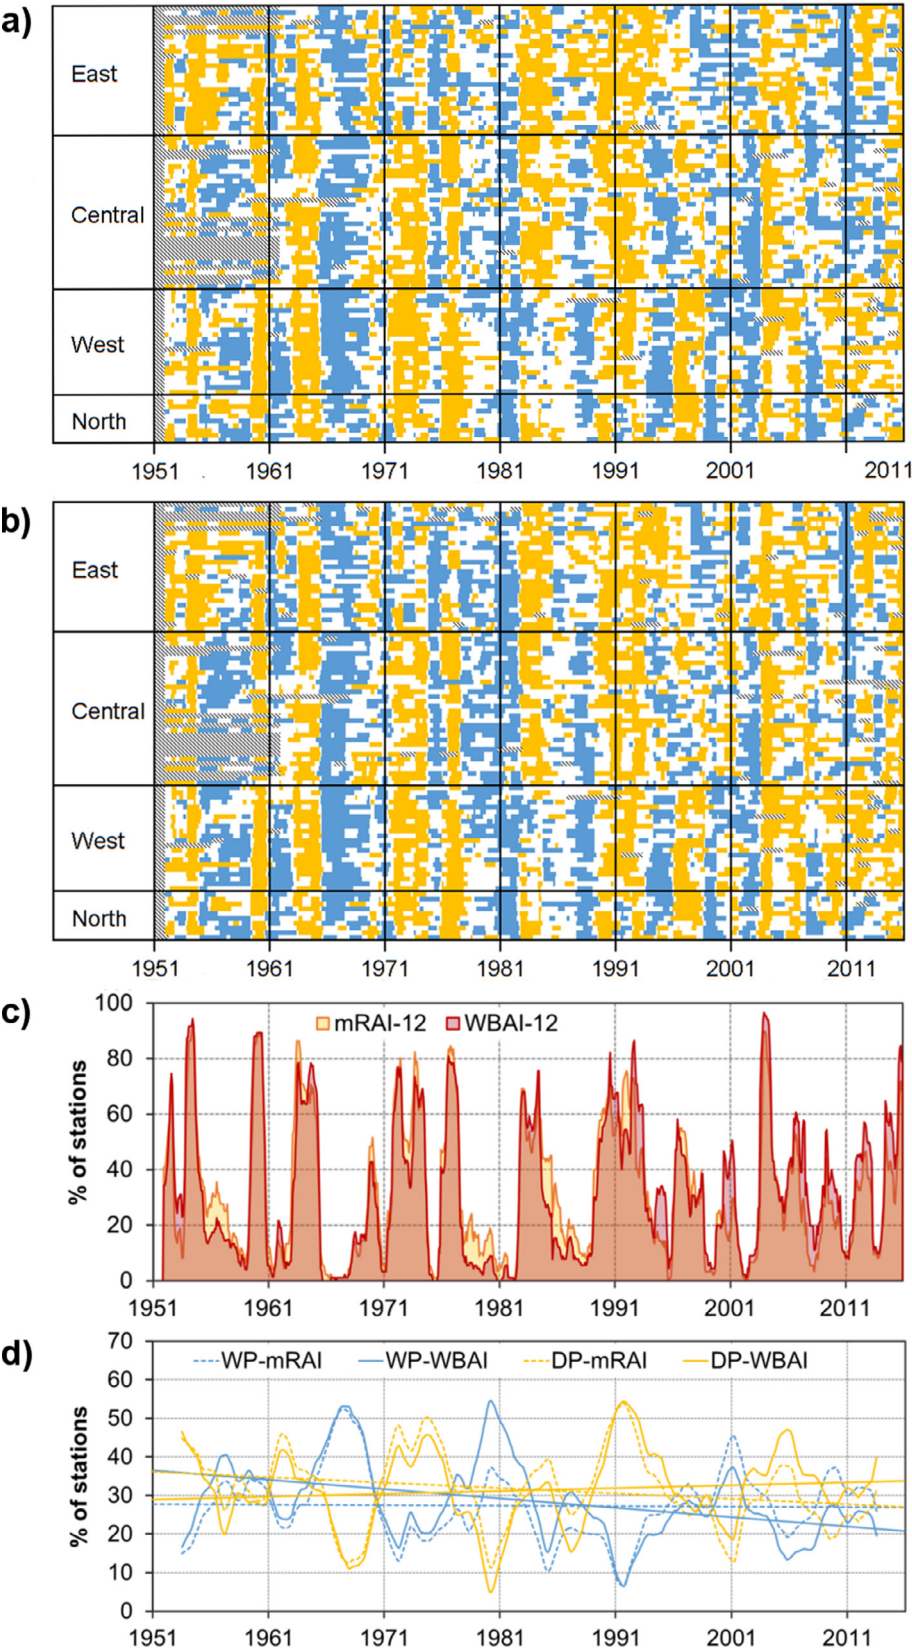 a)
East
Central
West
North
1951 1961 1971 1981 1991 2001 2011
b)
East
Central
West
North
1951 1961 1971 1981 1991 2001 2011
c)
100
80
60
40
20
0
% of stations
mRAI-12 WBAI-12
1951 1961 1971 1981 1991 2001 2011
d)
70
60
50
40
30
20
10
0
% of stations
WP-mRAI WP-WBAI DP-mRAI DP-WBAI
1951 1961 1971 1981 1991 2001 2011